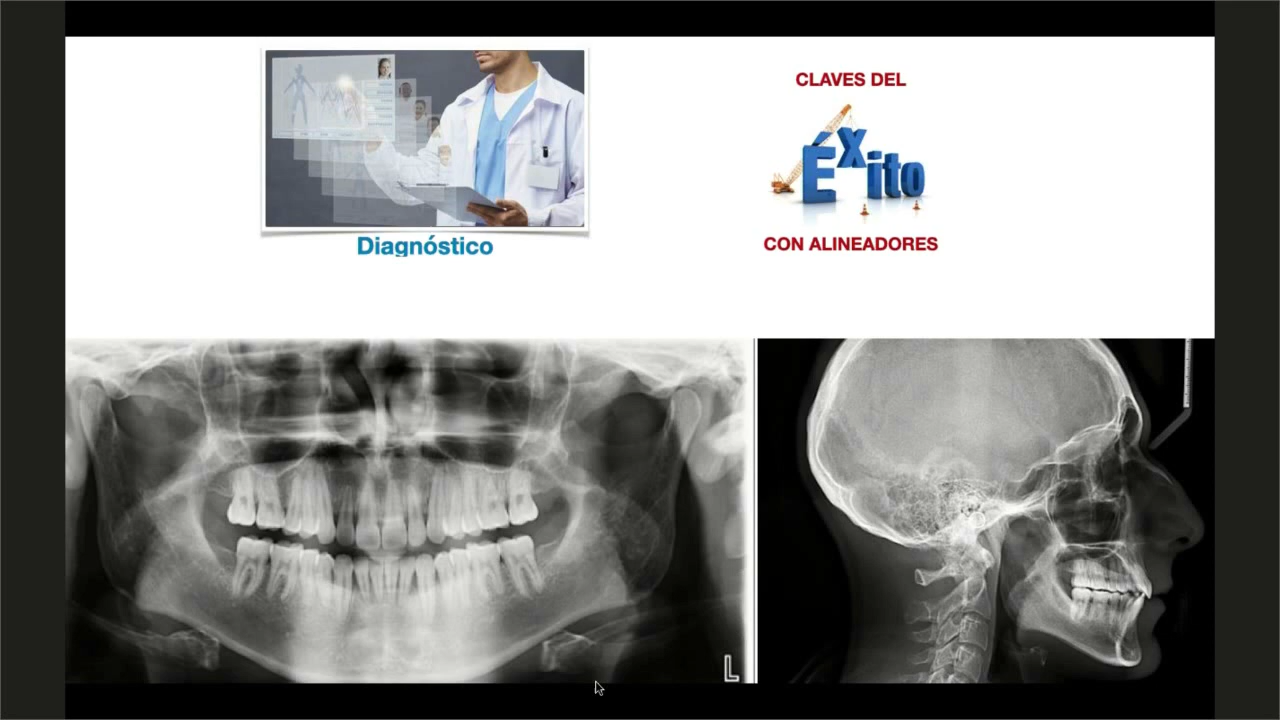 Diagnóstico
CLAVES DEL
Éxito
CON ALINEADORES
L